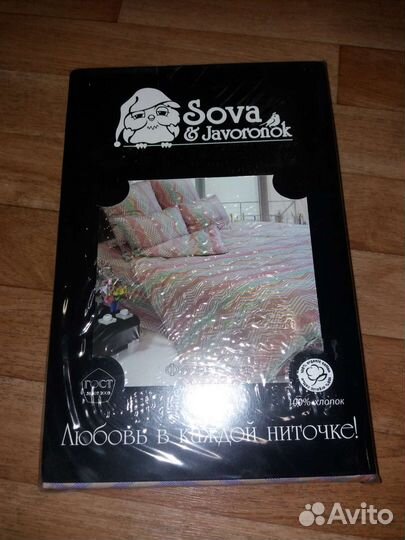 Sova
& Javoronok
ГОСТ
100% хлопок
Любовь в каждой ниточке!
Avito